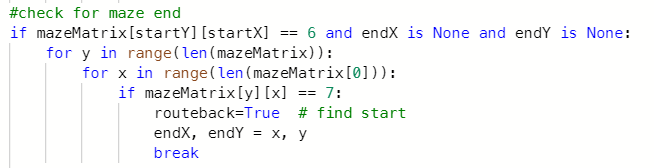 #check for maze end
if mazeMatrix[startY][startX] == 6 and endX is None and endY is None:
    for y in range(len(mazeMatrix)):
        for x in range(len(mazeMatrix[0])):
            if mazeMatrix[y][x] == 7:
                routeback=True  # find start
                endX, endY = x, y
                break